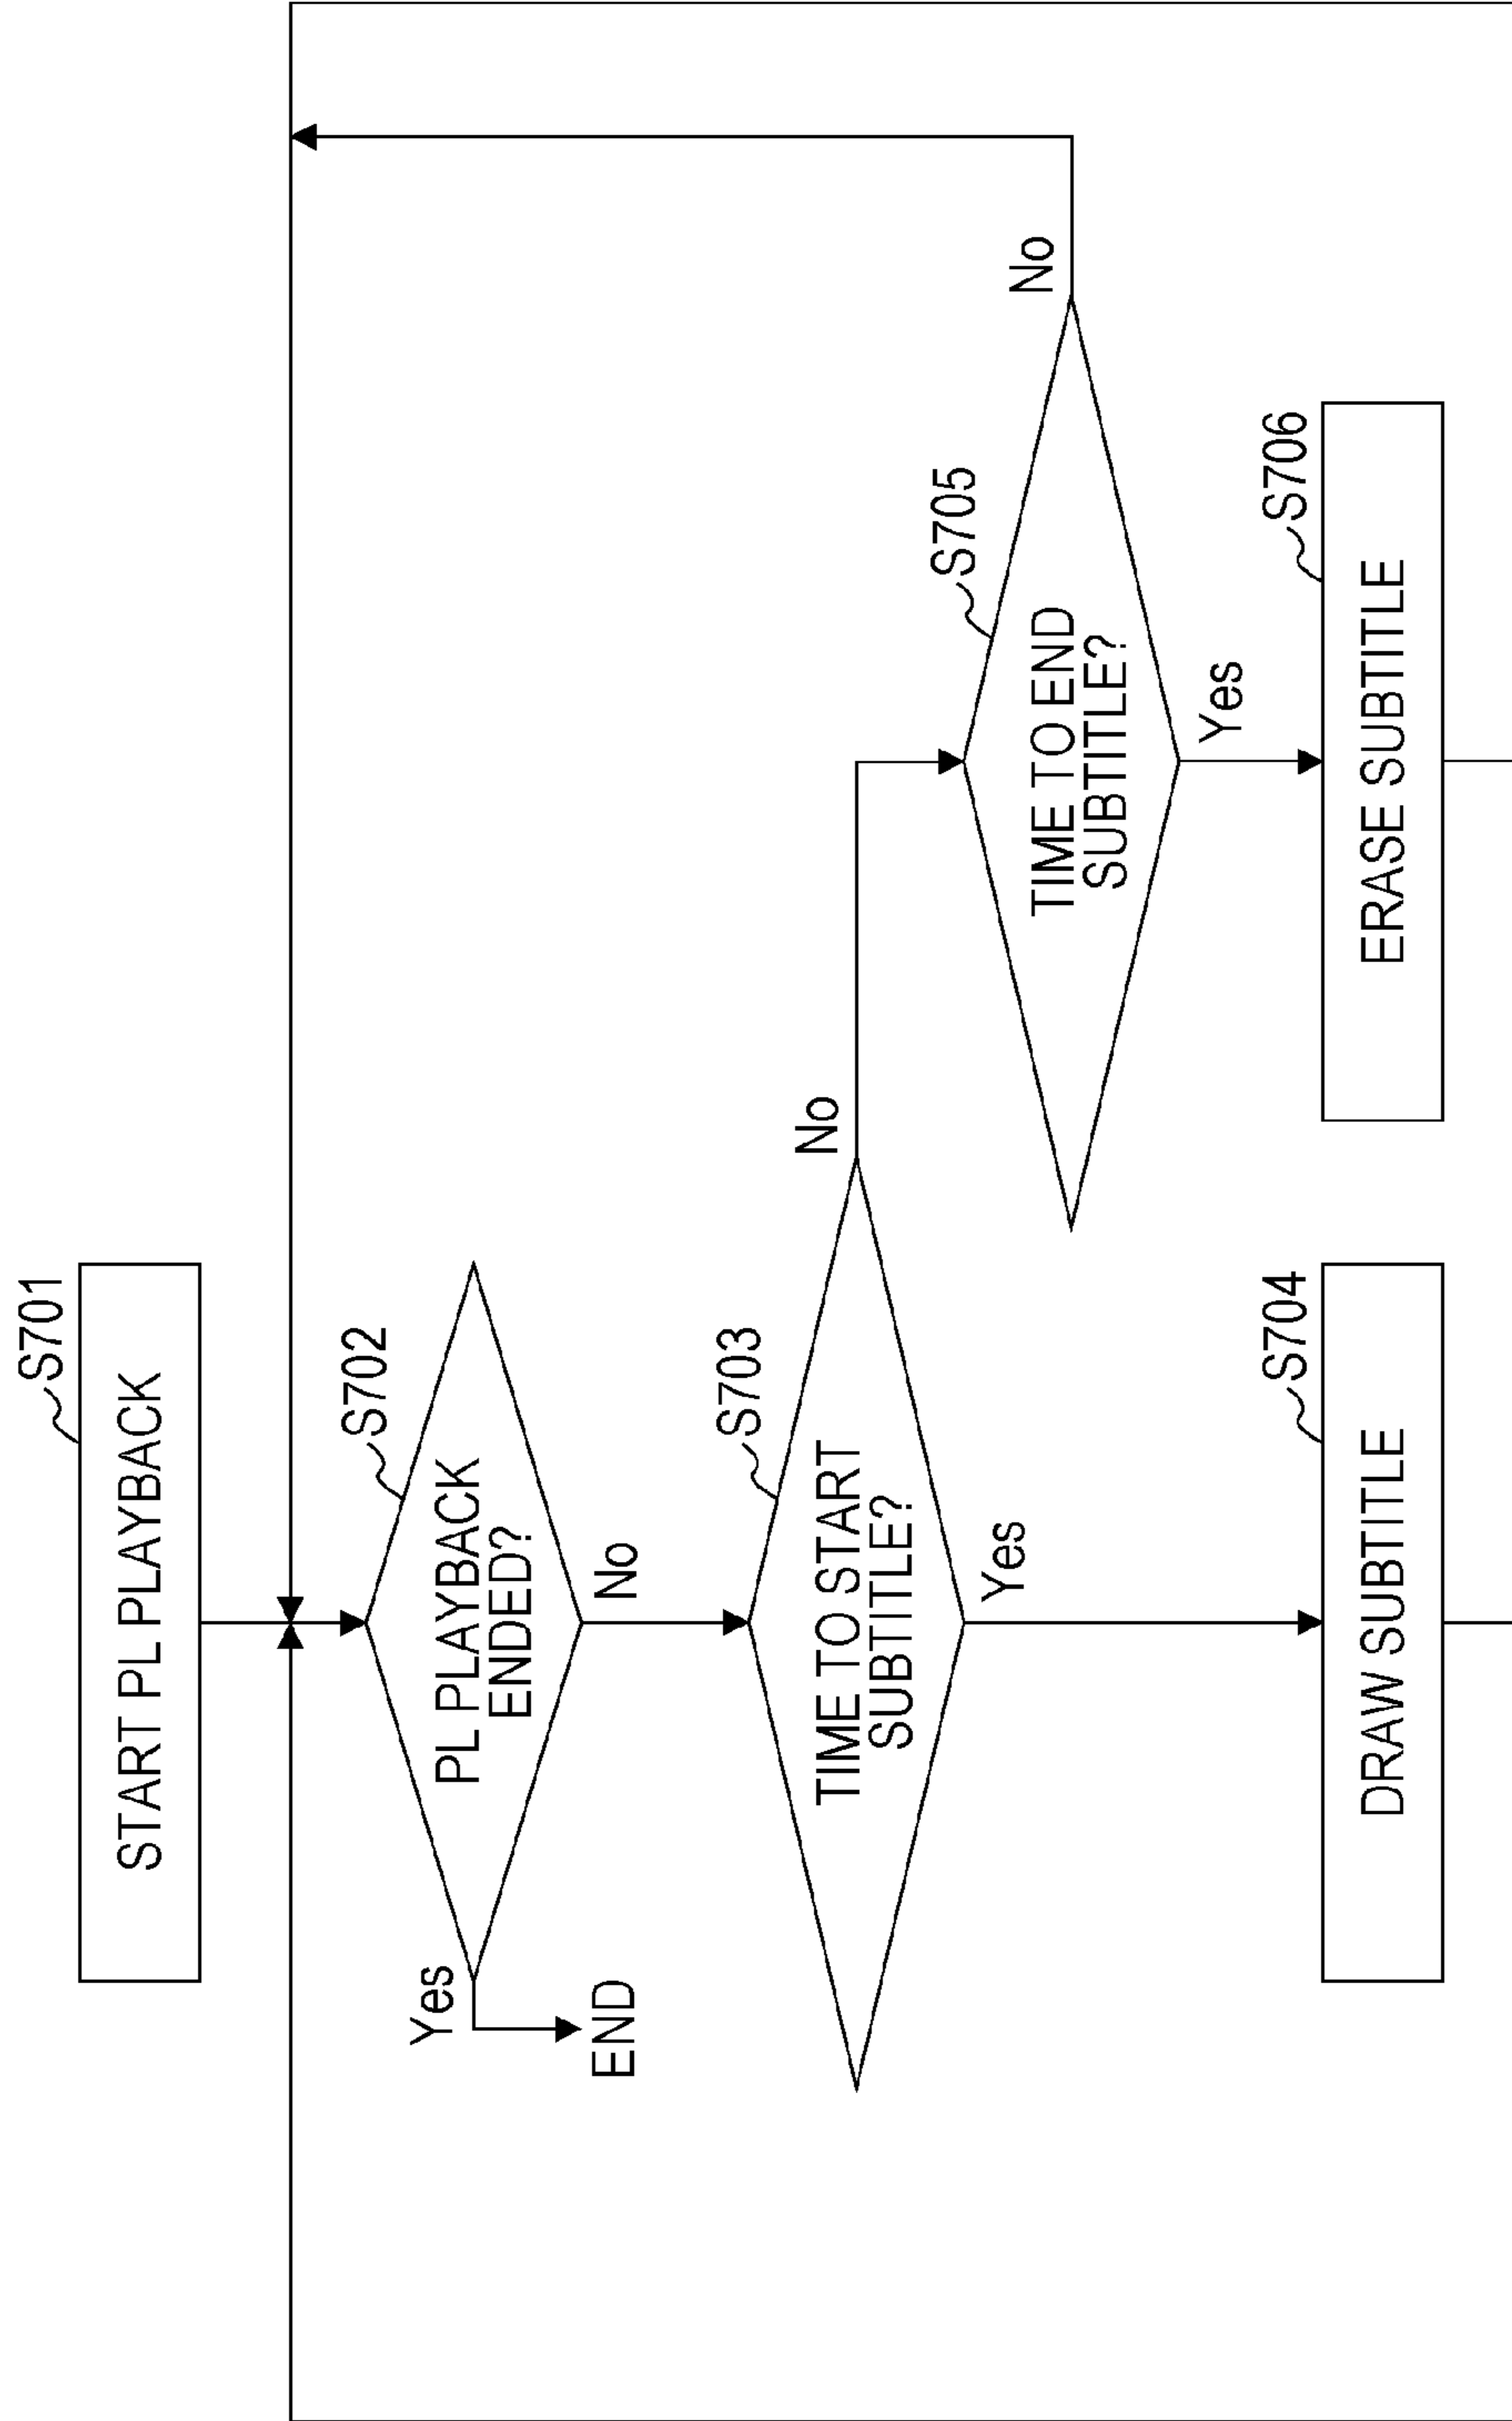 S701
START PL PLAYBACK
S702
PL PLAYBACK
ENDED?
Yes
END
No
S703
TIME TO START
SUBTITLE?
No
Yes
S705
TIME TO END
SUBTITLE?
No
Yes
S704
DRAW SUBTITLE
S706
ERASE SUBTITLE